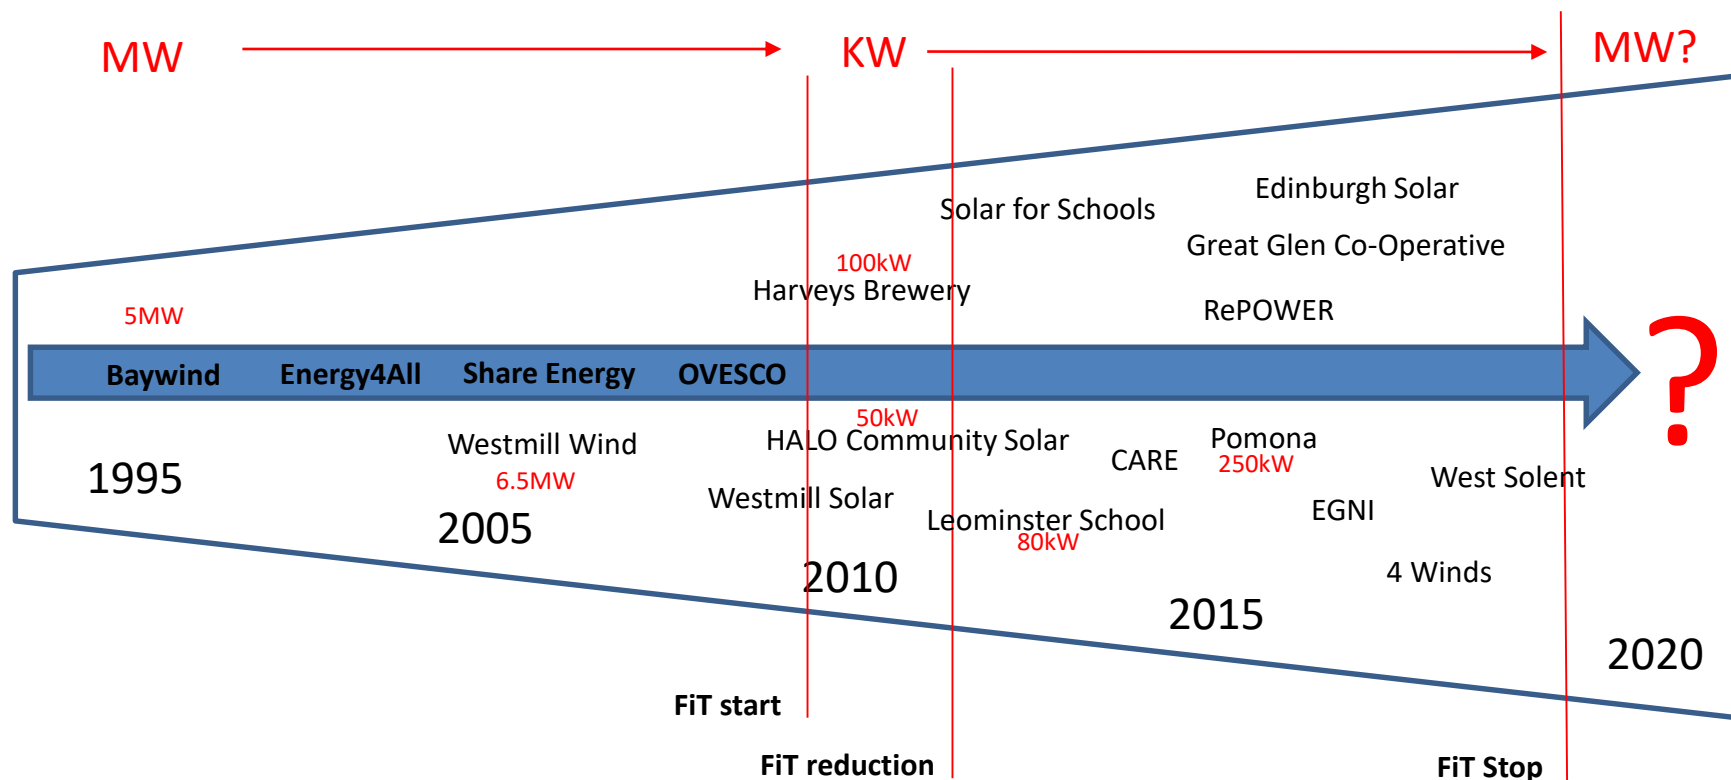 MW
KW
MW?
Edinburgh Solar
Solar for Schools
Great Glen Co-Operative
100kW
Harveys Brewery
RePOWER
5MW
Baywind
Energy4All
Share Energy
OVESCO
?
50kW
HALO Community Solar
Westmill Wind
6.5MW
CARE
Pomona
250kW
West Solent
1995
Westmill Solar
EGNI
2005
Leominster School
80kW
2010
4 Winds
2015
2020
FiT start
FiT reduction
FiT Stop